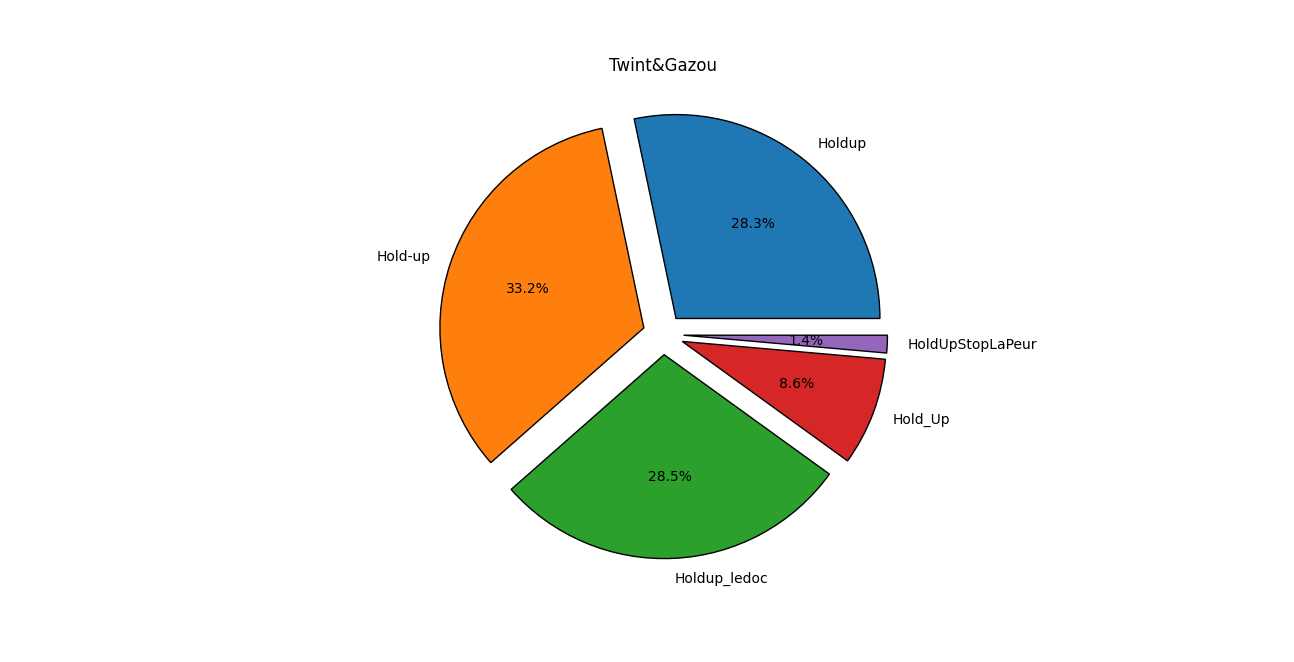 Twint&Gazou
Holdup
28.3%
Hold-up
33.2%
HoldUpStopLaPeur
1.4%
8.6%
Hold_Up
28.5%
Holdup_ledoc